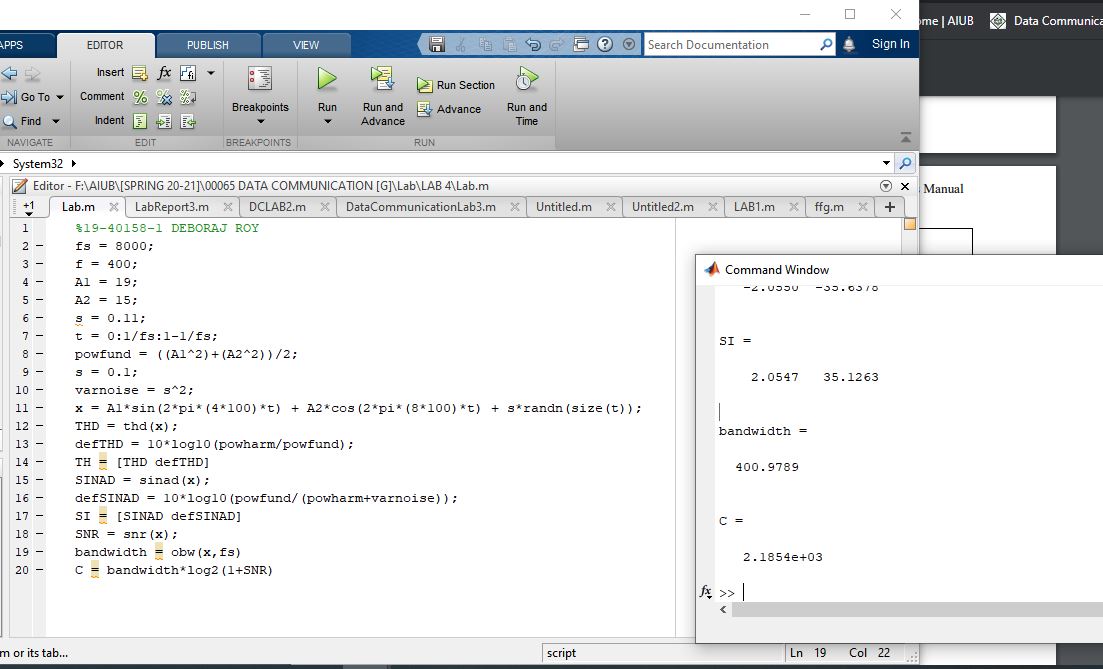 ome | AIUB Data Communica
APPS EDITOR PUBLISH VIEW Search Documentation Sign In
Insert fx
Go To Comment Breakpoints Run Run and Advance Run Section Advance Run and Time
Find Indent
NAVIGATE EDIT BREAKPOINTS RUN
System32
Editor - F:\AIUB\[SPRING 20-21]\00065 DATA COMMUNICATION [G]\Lab\LAB 4\Lab.m
+1 Lab.m LabReport3.m DCLAB2.m DataCommunicationLab3.m Untitled.m Untitled2.m LAB1.m ffg.m +
Manual
1 %19-40158-1 DEBORAJ ROY
2 – fs = 8000;
3 – f = 400;
4 – A1 = 19;
5 – A2 = 15;
6 – s = 0.11;
7 – t = 0:1/fs:1-1/fs;
8 – powfund = ((A1^2)+(A2^2))/2;
9 – s = 0.1;
10 – varnoise = s^2;
11 – x = A1*sin(2*pi*(4*100)*t) + A2*cos(2*pi*(8*100)*t) + s*randn(size(t));
12 – THD = thd(x);
13 – defTHD = 10*log10(powharm/powfund);
14 – TH = [THD defTHD]
15 – SINAD = sinad(x);
16 – defSINAD = 10*log10(powfund/(powharm+varnoise));
17 – SI = [SINAD defSINAD]
18 – SNR = snr(x);
19 – bandwidth = obw(x,fs)
20 – C = bandwidth*log2(1+SNR)
Command Window
-2.0550 -35.6378
SI =
2.0547 35.1263
bandwidth =
400.9789
C =
2.1854e+03
fx >>
m or its tab...
script
Ln 19 Col 22